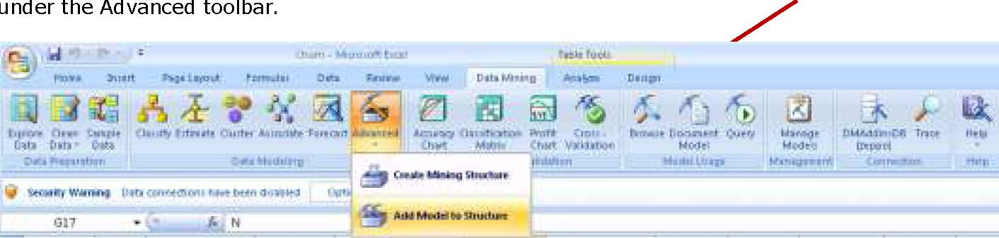 under the Advanced toolbar.
Churn - Microsoft Excel Table Tools
Home Insert Page Layout Formulas Data Review View Data Mining Analyze Design
Explore Data Clean Data Sample Data Classify Estimate Cluster Associate Forecast Advanced Accuracy Chart Classification Matrix Profit Chart Cross-Validation Browse Document Model Query Manage Models DMAddinsDB Trace Help
Data Preparation Data Modeling Model Usage Management Connection Help
Create Mining Structure
Security Warning Data connections have been disabled
Add Model to Structure
G17 fx N